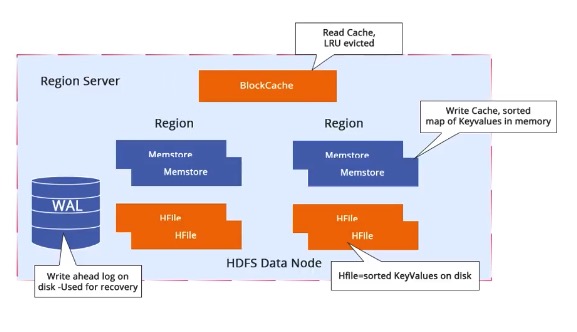 Read Cache,
LRU evicted
Region Server
BlockCache
Write Cache, sorted
map of Keyvalues in memory
Region
Region
Memstore
Memstore
Memstore
Memstore
WAL
HFIle
HFIle
HFIle
HFIle
HDFS Data Node
Write ahead log on
disk -Used for recovery
Hfile=sorted KeyValues on disk